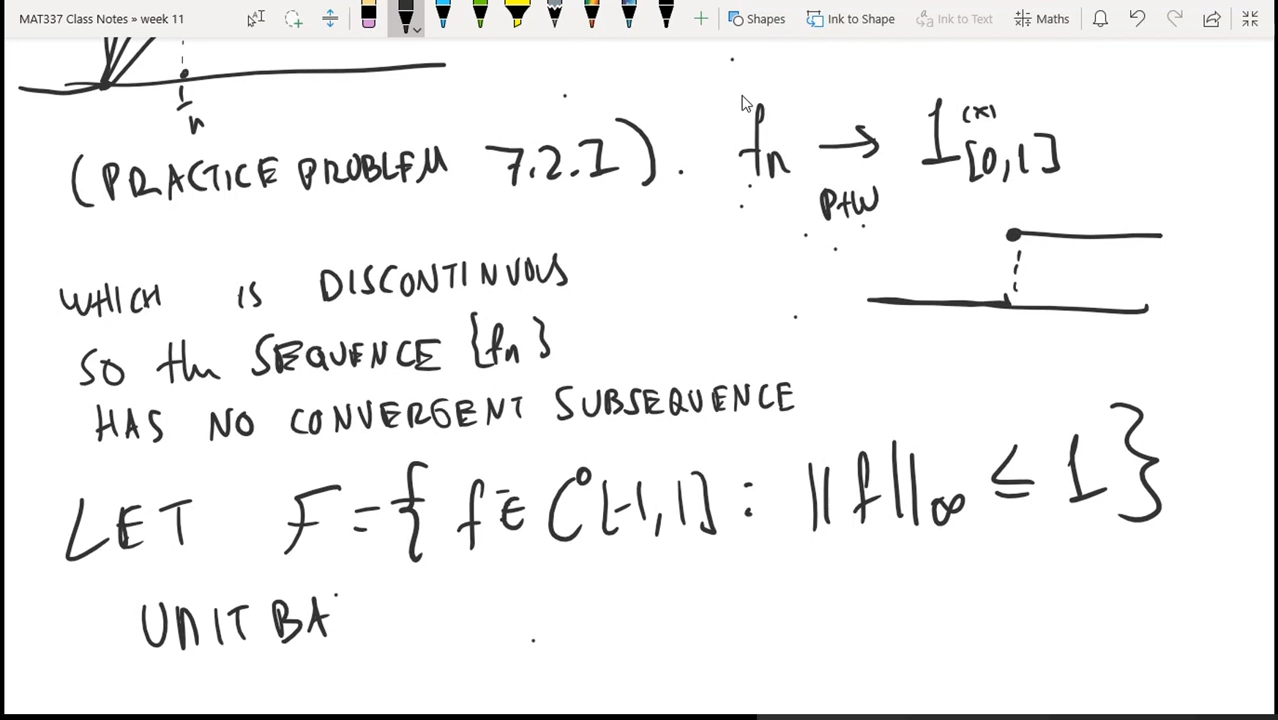 MAT337 Class Notes » week 11
Shapes Ink to Shape Ink to Text Maths
1/n
(PRACTICE PROBLEM 7.2.I). fn → 1[0,1](x)
PtW
WHICH IS DISCONTINUOUS
SO the SEQUENCE {fn}
HAS NO CONVERGENT SUBSEQUENCE
LET F = { f ∈ C⁰[-1,1] : ||f||∞ ≤ 1 }
UNIT BA